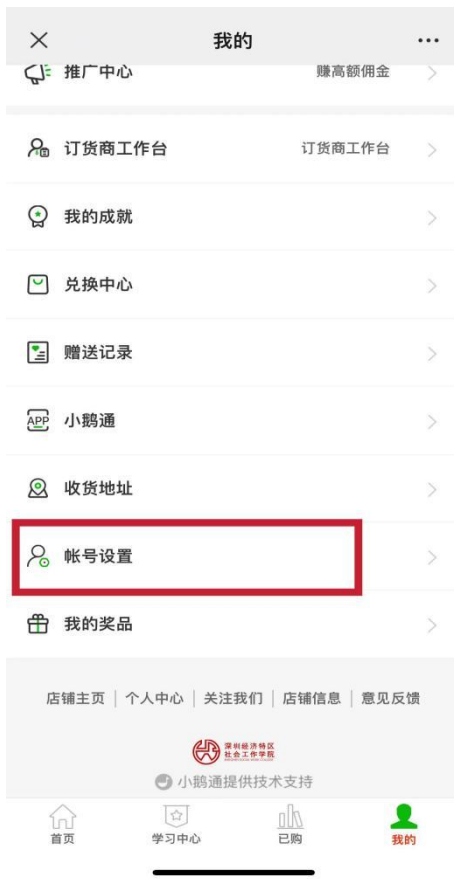 我的
推广中心 赚高额佣金
订货商工作台 订货商工作台
我的成就
兑换中心
赠送记录
APP 小鹅通
收货地址
帐号设置
我的奖品
店铺主页 | 个人中心 | 关注我们 | 店铺信息 | 意见反馈
深圳经济特区
社会工作学院
小鹅通提供技术支持
首页 学习中心 已购 我的